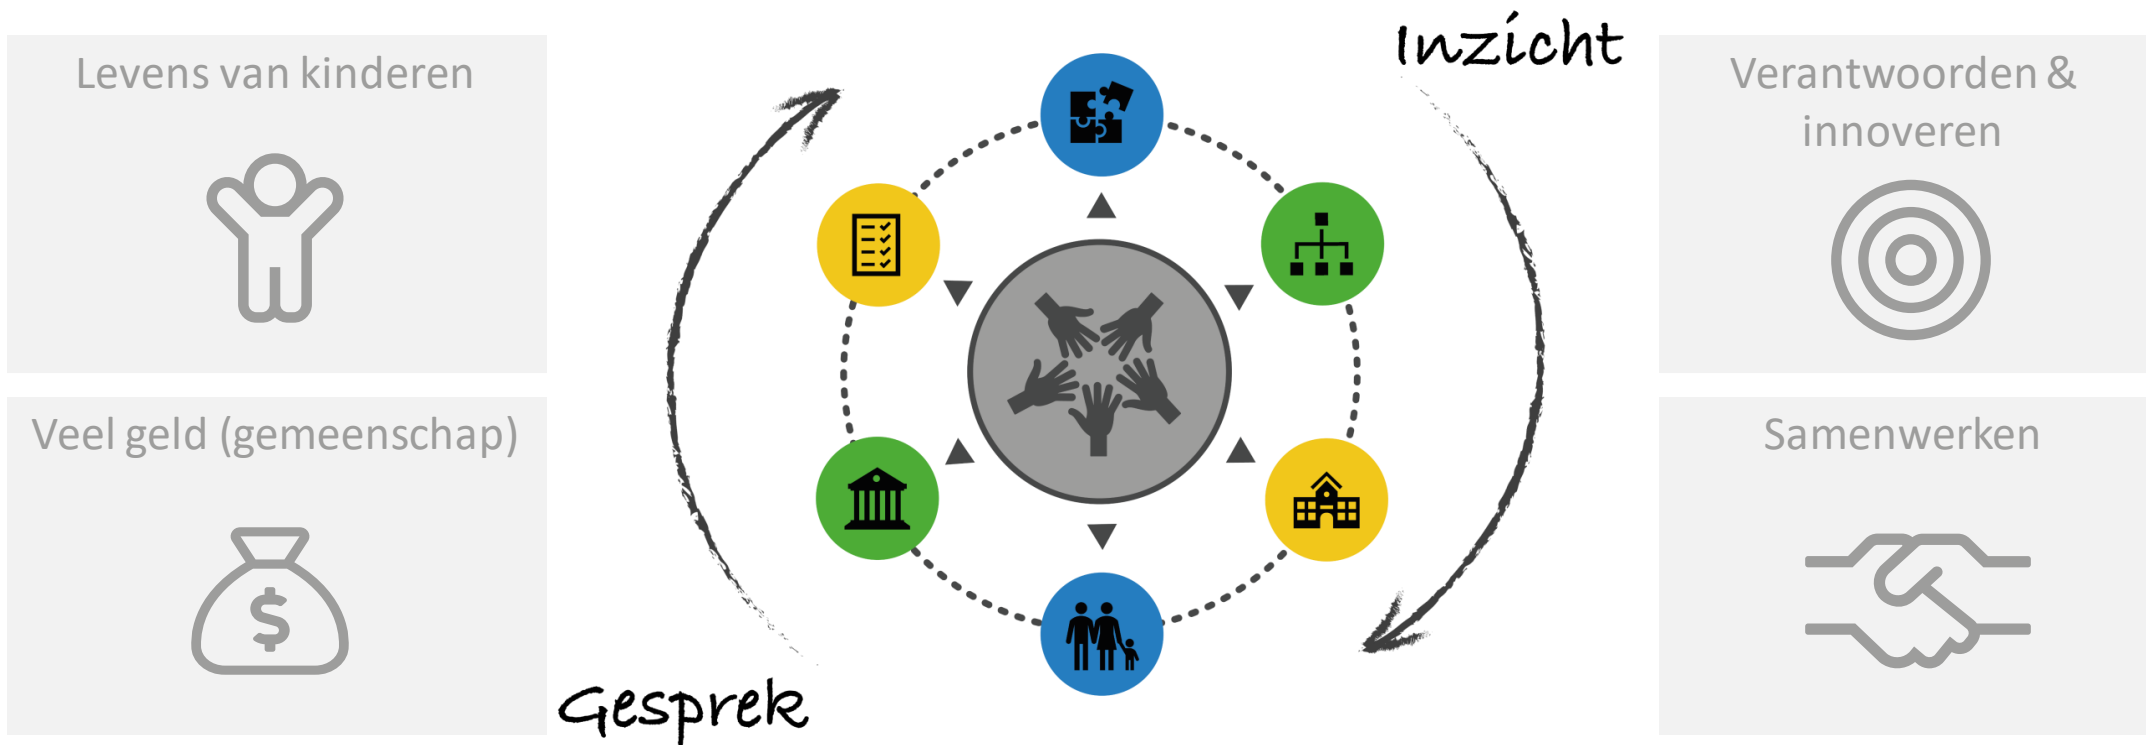 Levens van kinderen
Veel geld (gemeenschap)
$
Gesprek
Inzicht
Verantwoorden &
innoveren
Samenwerken